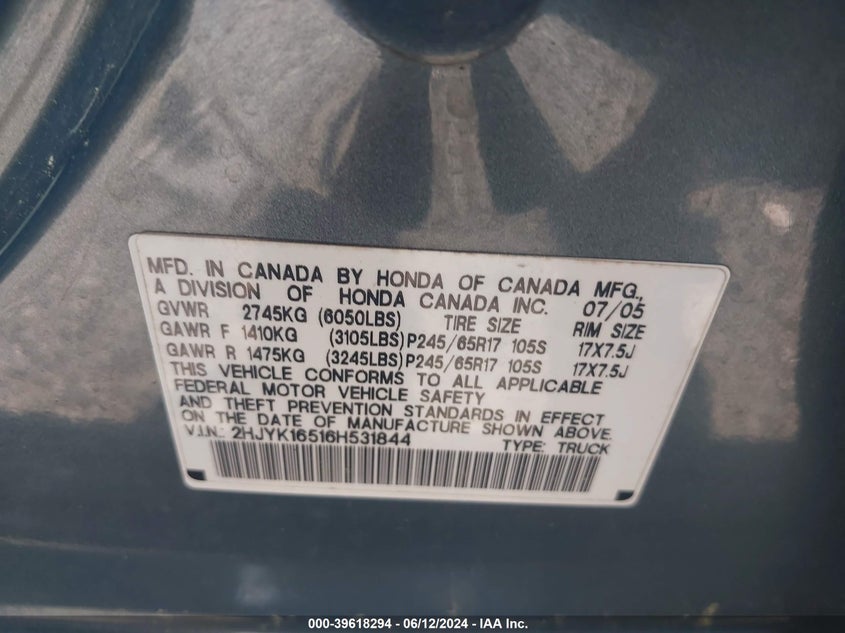 MFD. IN CANADA BY HONDA OF CANADA MFG.,
A DIVISION OF HONDA CANADA INC. 07/05
GVWR 2745KG (6050LBS) TIRE SIZE RIM SIZE
GAWR F 1410KG (3105LBS) P245/65R17 105S 17X7.5J
GAWR R 1475KG (3245LBS) P245/65R17 105S 17X7.5J
THIS VEHICLE CONFORMS TO ALL APPLICABLE
FEDERAL MOTOR VEHICLE SAFETY
AND THEFT PREVENTION STANDARDS IN EFFECT
ON THE DATE OF MANUFACTURE SHOWN ABOVE.
V.I.N.: 2HJYK16516H531844 TYPE: TRUCK
000-39618294 - 06/12/2024 - IAA Inc.